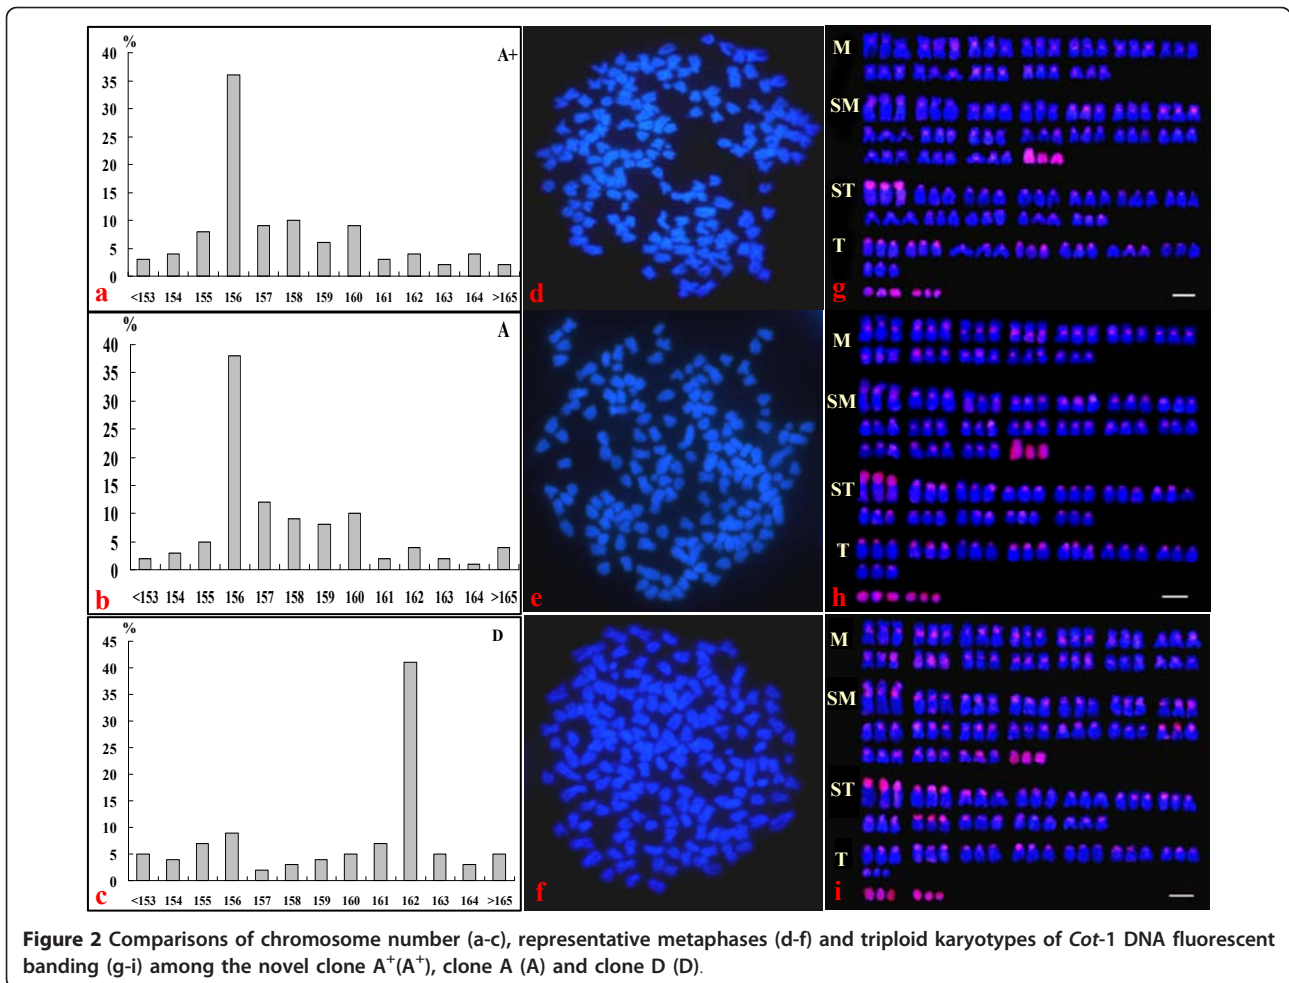 %
A+
40
35
30
25
20
15
10
5
0
<153 154 155 156 157 158 159 160 161 162 163 164 >165
a
%
A
40
35
30
25
20
15
10
5
0
<153 154 155 156 157 158 159 160 161 162 163 164 >165
b
%
D
45
40
35
30
25
20
15
10
5
0
<153 154 155 156 157 158 159 160 161 162 163 164 >165
c
d
e
f
M
SM
ST
T
g
M
SM
ST
T
h
M
SM
ST
T
i
Figure 2 Comparisons of chromosome number (a-c), representative metaphases (d-f) and triploid karyotypes of Cot-1 DNA fluorescent
banding (g-i) among the novel clone A⁺(A⁺), clone A (A) and clone D (D).